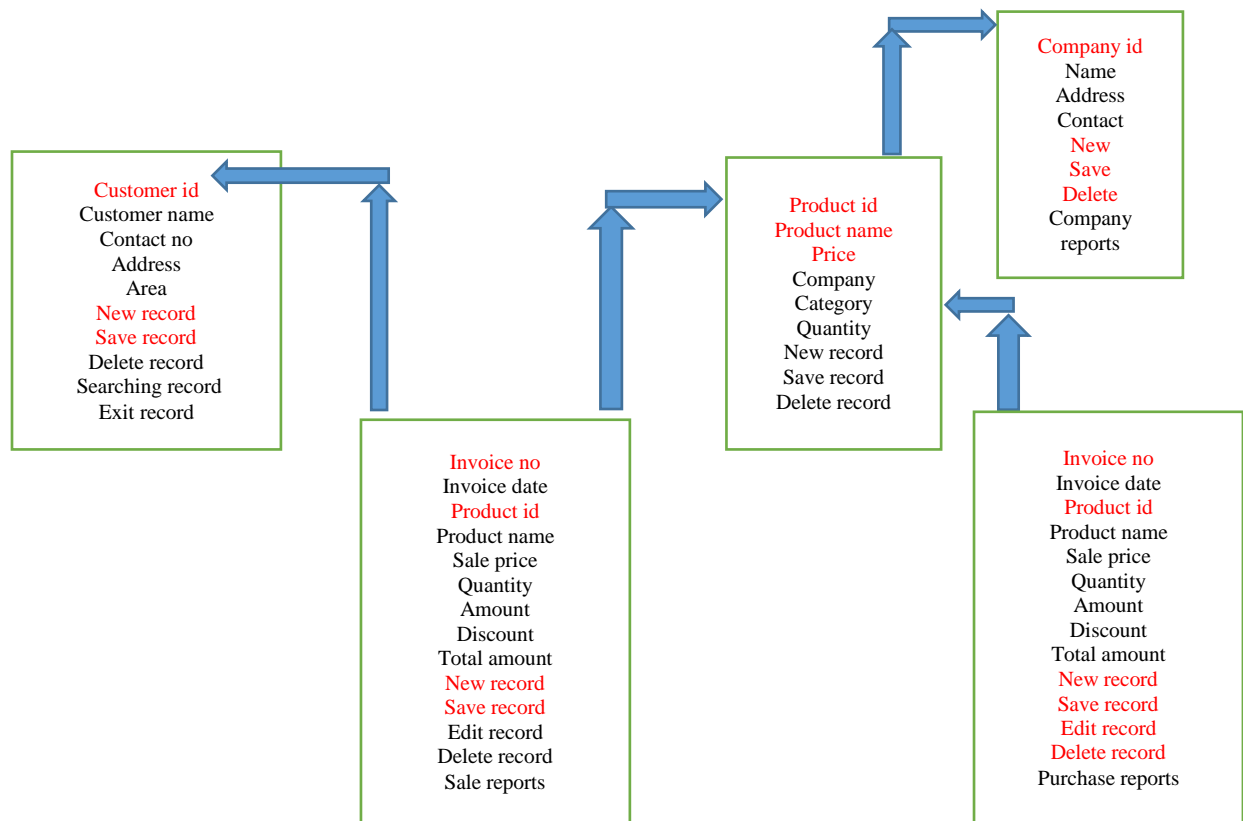 Company id
Name
Address
Contact
New
Save
Delete
Company
reports
Customer id
Customer name
Contact no
Address
Area
New record
Save record
Delete record
Searching record
Exit record
Product id
Product name
Price
Company
Category
Quantity
New record
Save record
Delete record
Invoice no
Invoice date
Product id
Product name
Sale price
Quantity
Amount
Discount
Total amount
New record
Save record
Edit record
Delete record
Sale reports
Invoice no
Invoice date
Product id
Product name
Sale price
Quantity
Amount
Discount
Total amount
New record
Save record
Edit record
Delete record
Purchase reports